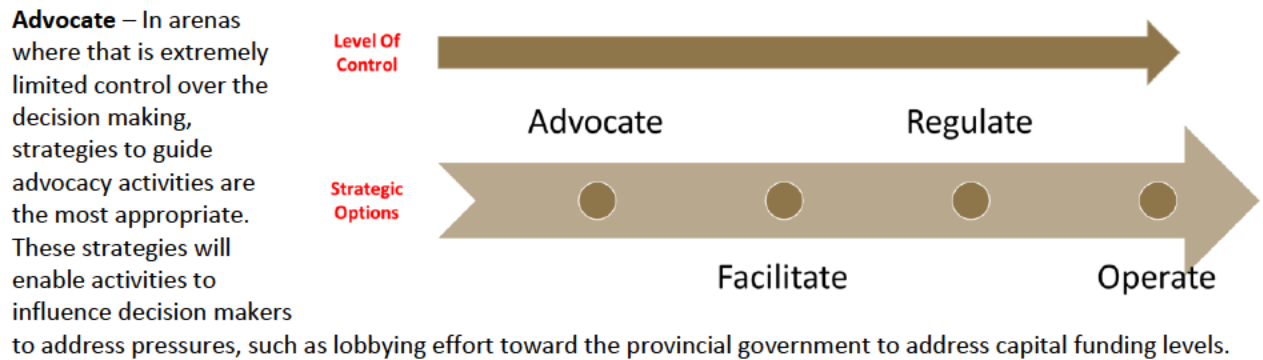 Advocate – In arenas
where that is extremely
limited control over the
decision making,
strategies to guide
advocacy activities are
the most appropriate.
These strategies will
enable activities to
influence decision makers
to address pressures, such as lobbying effort toward the provincial government to address capital funding levels.
Level Of
Control
Advocate
Regulate
Strategic
Options
Facilitate
Operate